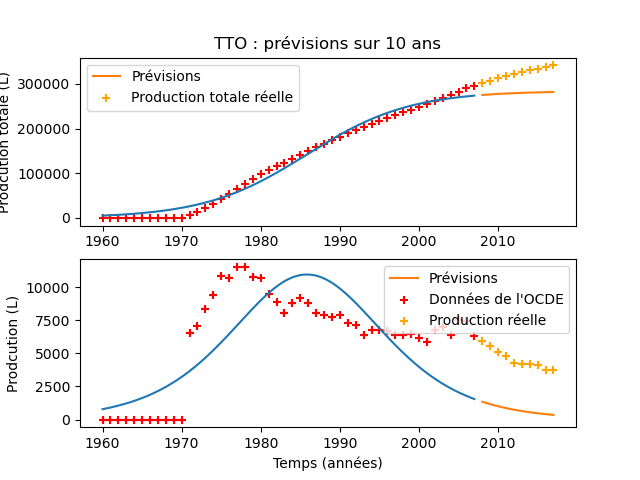 TTO : prévisions sur 10 ans
Prodcution totale (L)
300000
200000
100000
0
Prévisions
Production totale réelle
1960 1970 1980 1990 2000 2010
Prodcution (L)
10000
7500
5000
2500
0
Prévisions
Données de l'OCDE
Production réelle
1960 1970 1980 1990 2000 2010
Temps (années)